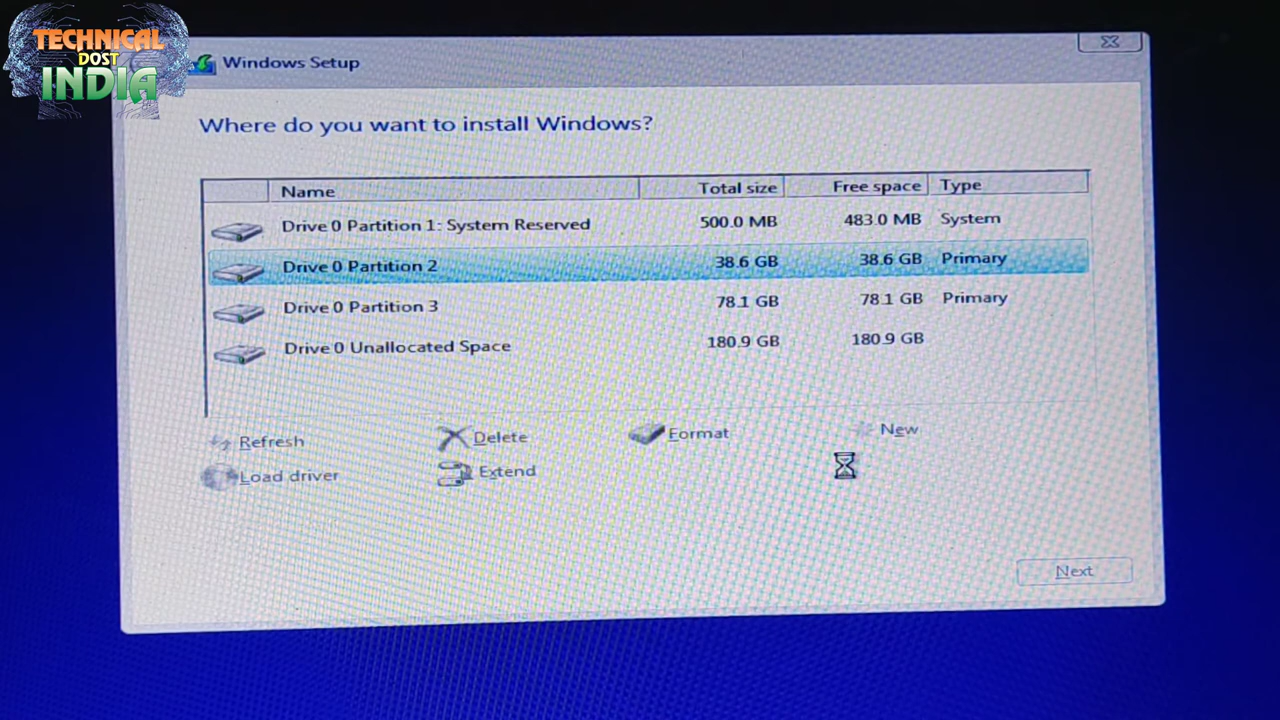 TECHNICAL
DOST
INDIA
Windows Setup
Where do you want to install Windows?
Name Total size Free space Type
Drive 0 Partition 1: System Reserved 500.0 MB 483.0 MB System
Drive 0 Partition 2 38.6 GB 38.6 GB Primary
Drive 0 Partition 3 78.1 GB 78.1 GB Primary
Drive 0 Unallocated Space 180.9 GB 180.9 GB
Refresh Delete Format New
Load driver Extend
Next